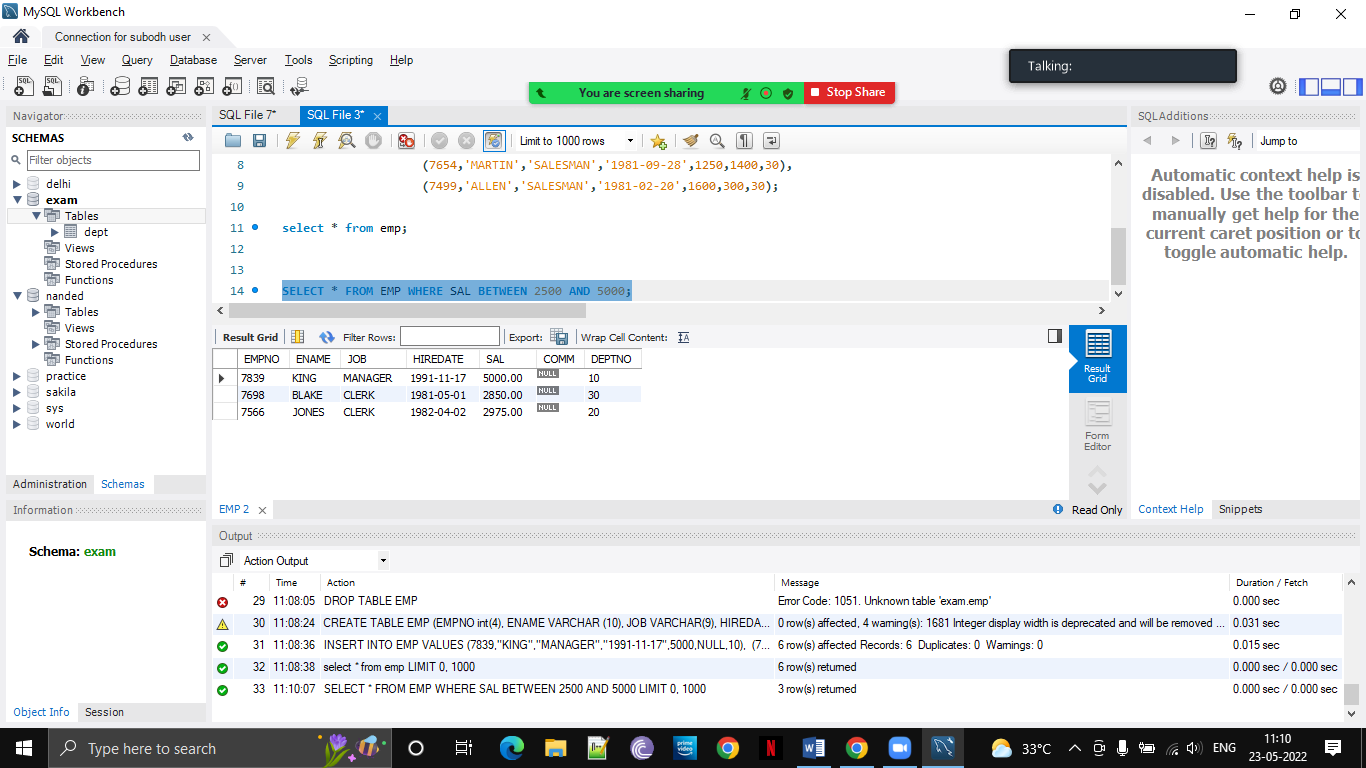 MySQL Workbench
Connection for subodh user
File Edit View Query Database Server Tools Scripting Help
Talking:
You are screen sharing Stop Share
Navigator
SCHEMAS
Filter objects
delhi
exam
Tables
dept
Views
Stored Procedures
Functions
nanded
Tables
Views
Stored Procedures
Functions
practice
sakila
sys
world
Administration Schemas
Information
Schema: exam
Object Info Session
SQL File 7* SQL File 3*
Limit to 1000 rows
8 (7654,'MARTIN','SALESMAN','1981-09-28',1250,1400,30),
9 (7499,'ALLEN','SALESMAN','1981-02-20',1600,300,30);
10
11 select * from emp;
12
13
14 SELECT * FROM EMP WHERE SAL BETWEEN 2500 AND 5000;
Result Grid Filter Rows: Export: Wrap Cell Content:
EMPNO ENAME JOB HIREDATE SAL COMM DEPTNO
7839 KING MANAGER 1991-11-17 5000.00 NULL 10
7698 BLAKE CLERK 1981-05-01 2850.00 NULL 30
7566 JONES CLERK 1982-04-02 2975.00 NULL 20
Result
Grid
Form
Editor
EMP 2 Read Only
SQLAdditions
Jump to
Automatic context help is
disabled. Use the toolbar t
manually get help for the
current caret position or to
toggle automatic help.
Context Help Snippets
Output
Action Output
# Time Action Message Duration / Fetch
29 11:08:05 DROP TABLE EMP Error Code: 1051. Unknown table 'exam.emp' 0.000 sec
30 11:08:24 CREATE TABLE EMP (EMPNO int(4), ENAME VARCHAR (10), JOB VARCHAR(9), HIREDA... 0 row(s) affected, 4 warning(s): 1681 Integer display width is deprecated and will be removed ... 0.031 sec
31 11:08:36 INSERT INTO EMP VALUES (7839,"KING","MANAGER","1991-11-17",5000,NULL,10), (7... 6 row(s) affected Records: 6 Duplicates: 0 Warnings: 0 0.015 sec
32 11:08:38 select * from emp LIMIT 0, 1000 6 row(s) returned 0.000 sec / 0.000 sec
33 11:10:07 SELECT * FROM EMP WHERE SAL BETWEEN 2500 AND 5000 LIMIT 0, 1000 3 row(s) returned 0.000 sec / 0.000 sec
Type here to search
prime video
33°C ENG 11:10
23-05-2022